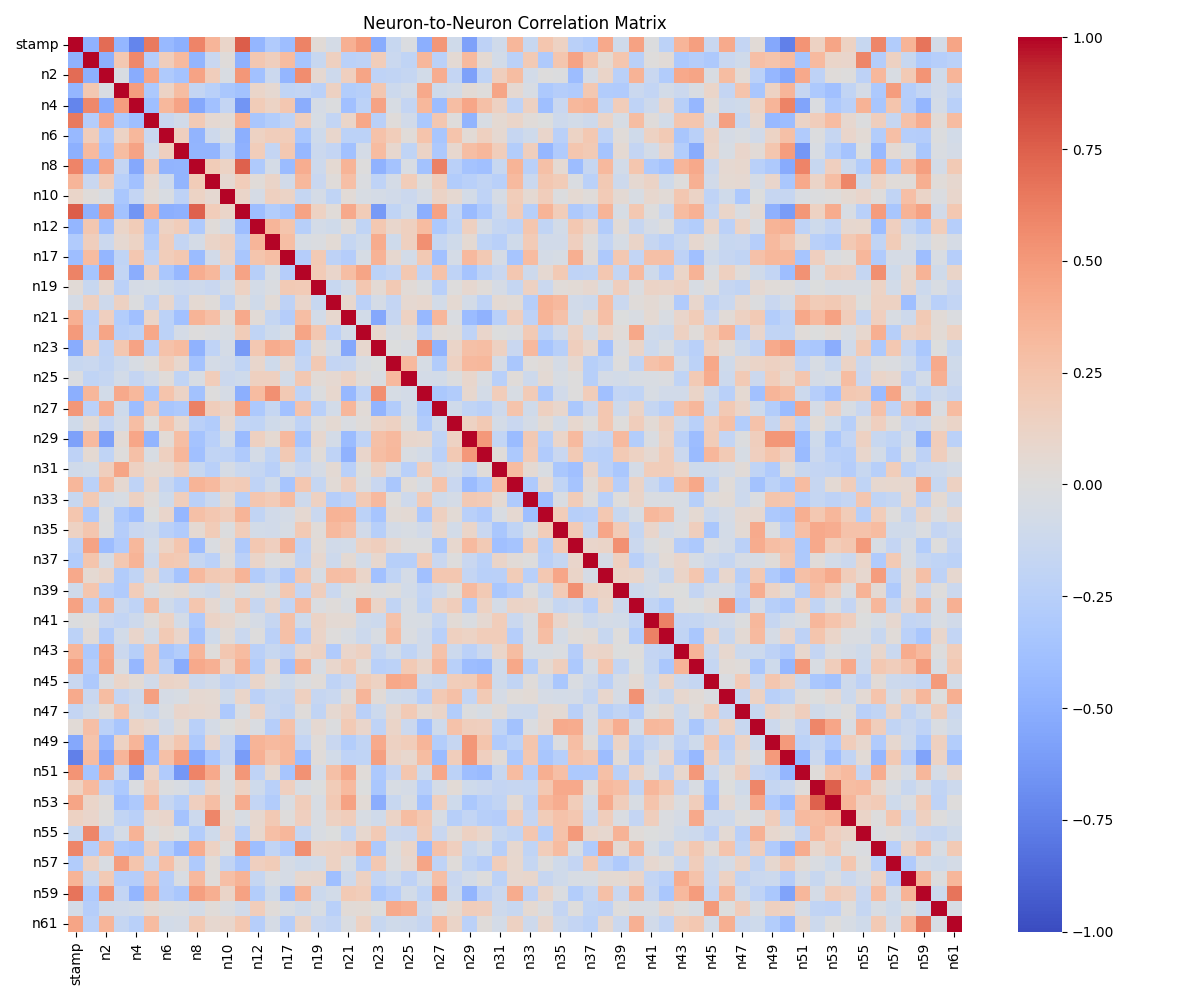 Neuron-to-Neuron Correlation Matrix
stamp
n2
n4
n6
n8
n10
n12
n17
n19
n21
n23
n25
n27
n29
n31
n33
n35
n37
n39
n41
n43
n45
n47
n49
n51
n53
n55
n57
n59
n61
stamp n2 n4 n6 n8 n10 n12 n17 n19 n21 n23 n25 n27 n29 n31 n33 n35 n37 n39 n41 n43 n45 n47 n49 n51 n53 n55 n57 n59 n61
1.00
0.75
0.50
0.25
0.00
−0.25
−0.50
−0.75
−1.00